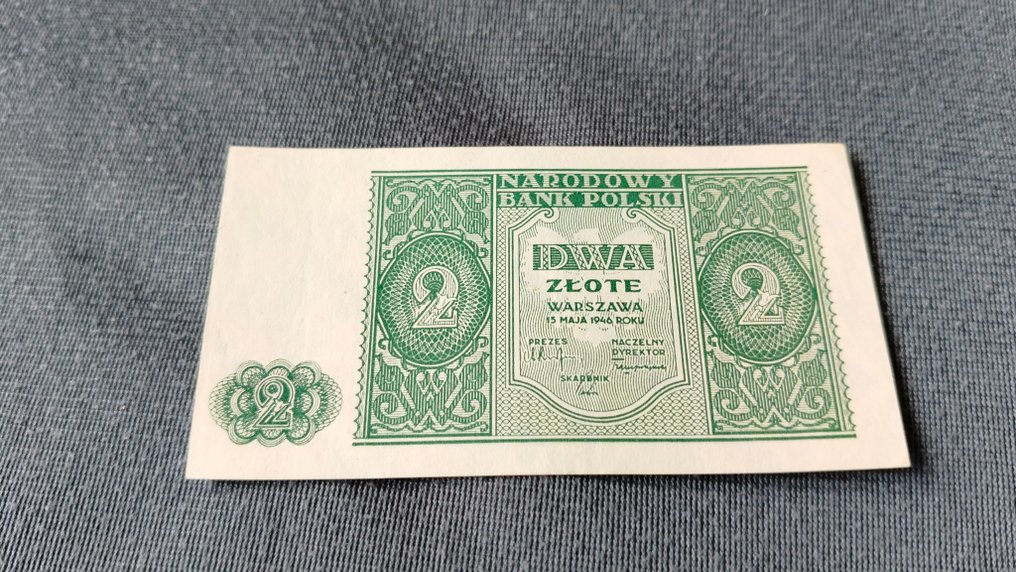 NARODOWY
BANK POLSKI
DWA
ZŁOTE
WARSZAWA
15 MAJA 1946 ROKU
PREZES
NACZELNY
DYREKTOR
SKARBNIK
2
2
2